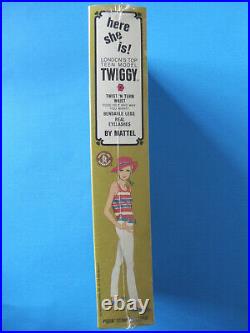 here
she
is!
LONDON'S TOP
TEEN MODEL
TWIGGY
TWIST 'N TURN
WAIST
BENDABLE LEGS
REAL
EYELASHES
BY MATTEL